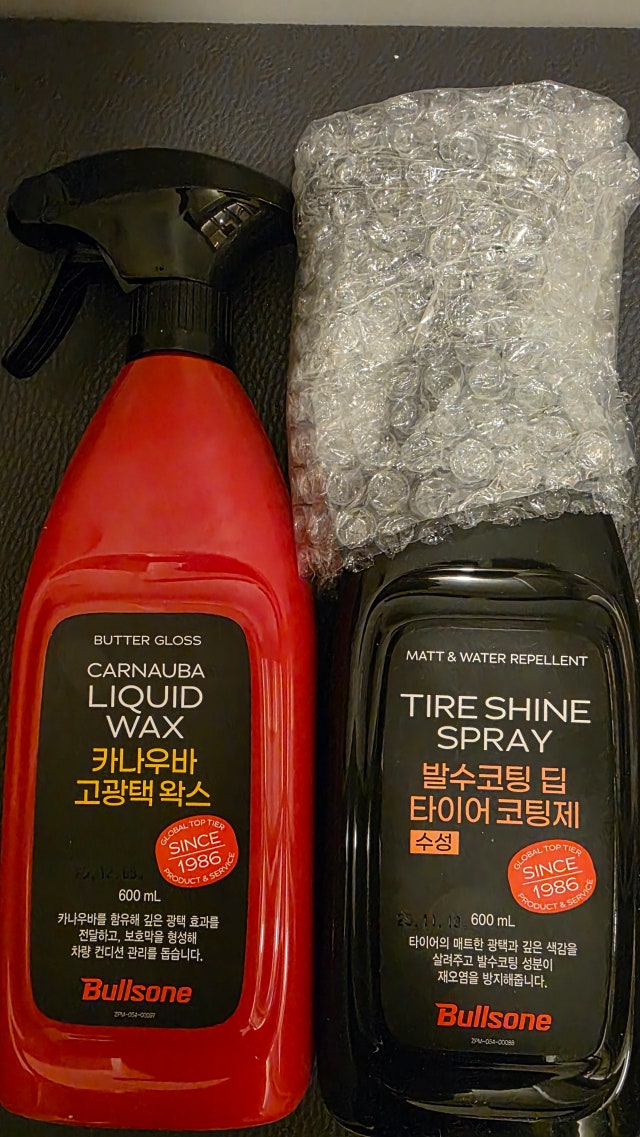 BUTTER GLOSS
CARNAUBA
LIQUID
WAX
카나우바
고광택 왁스
GLOBAL TOP TIER
SINCE
1986
PRODUCT & SERVICE
600 mL
카나우바를 함유해 깊은 광택 효과를
전달하고, 보호막을 형성해
차량 컨디션 관리를 돕습니다.
Bullsone
ZPM-054-00097
MATT & WATER REPELLENT
TIRE SHINE
SPRAY
발수코팅 딥
타이어 코팅제
수성
GLOBAL TOP TIER
SINCE
1986
PRODUCT & SERVICE
600 mL
타이어의 매트한 광택과 깊은 색감을
살려주고 발수코팅 성분이
재오염을 방지해줍니다.
Bullsone